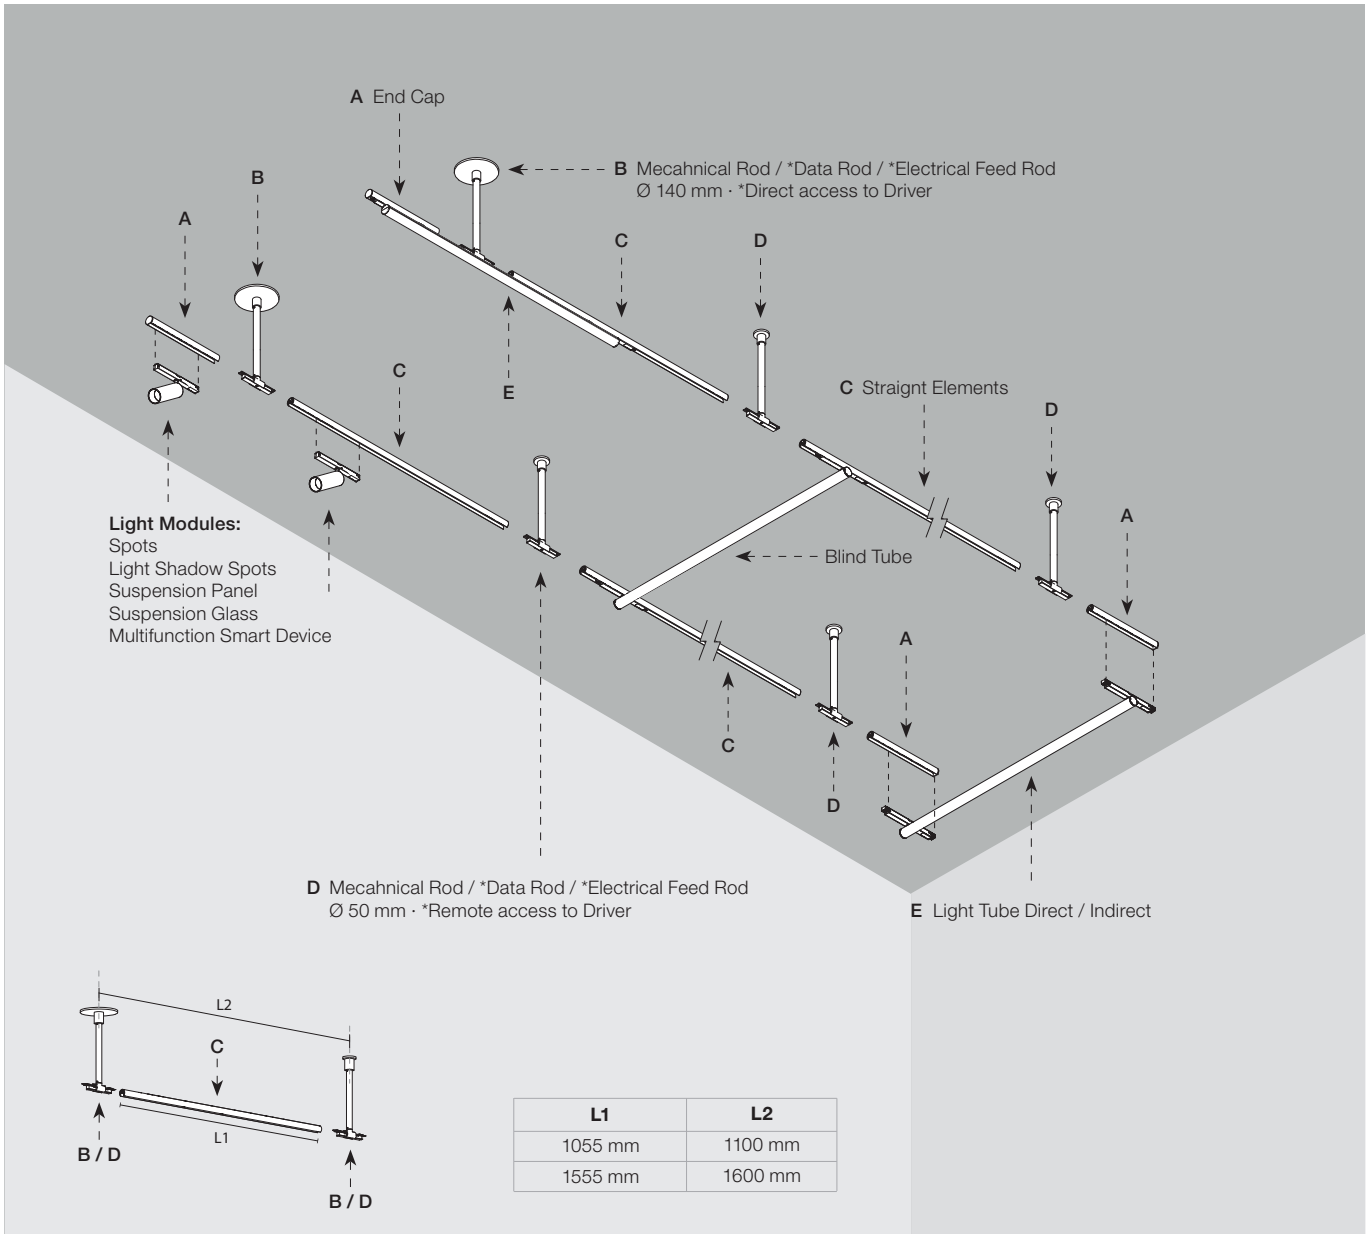 A End Cap
B Mecahnical Rod / *Data Rod / *Electrical Feed Rod
Ø 140 mm · *Direct access to Driver
B
A
C
D
C
E
C Straignt Elements
D
A
Light Modules:
Spots
Light Shadow Spots
Suspension Panel
Suspension Glass
Multifunction Smart Device
Blind Tube
A
C
D
D Mecahnical Rod / *Data Rod / *Electrical Feed Rod
Ø 50 mm · *Remote access to Driver
E Light Tube Direct / Indirect
L2
C
L1
B / D
B / D
L1 L2
1055 mm 1100 mm
1555 mm 1600 mm